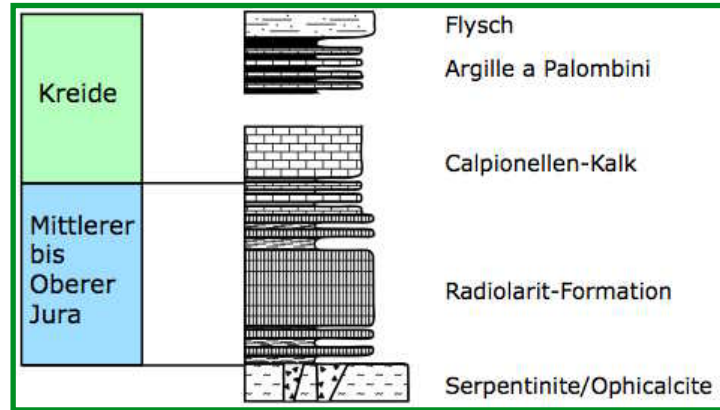 Kreide
Mittlerer
bis
Oberer
Jura
Flysch
Argille a Palombini
Calpionellen-Kalk
Radiolarit-Formation
Serpentinite/Ophicalcite